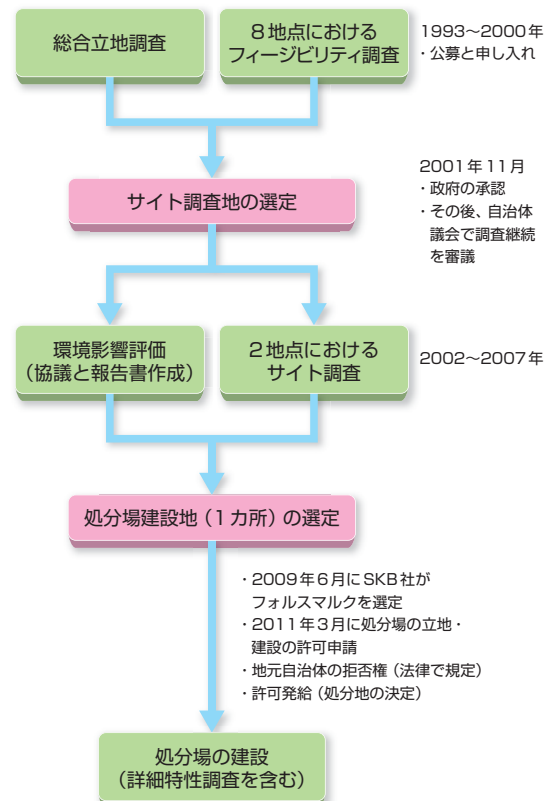 総合立地調査
8地点における
フィージビリティ調査
1993~2000年
・公募と申し入れ
サイト調査地の選定
2001年11月
・政府の承認
・その後、自治体
議会で調査継続
を審議
環境影響評価
(協議と報告書作成)
2地点における
サイト調査
2002~2007年
処分場建設地(1カ所)の選定
・2009年6月にSKB社が
フォルスマルクを選定
・2011年3月に処分場の立地・
建設の許可申請
・地元自治体の拒否権(法律で規定)
・許可発給(処分地の決定)
処分場の建設
(詳細特性調査を含む)